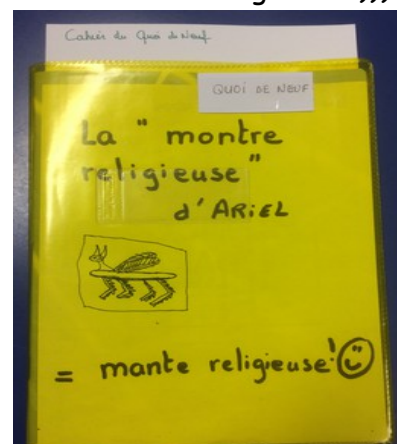 Cahier du Quoi de Neuf
QUOI DE NEUF
La "montre
religieuse"
d'ARiEL
= mante religieuse!